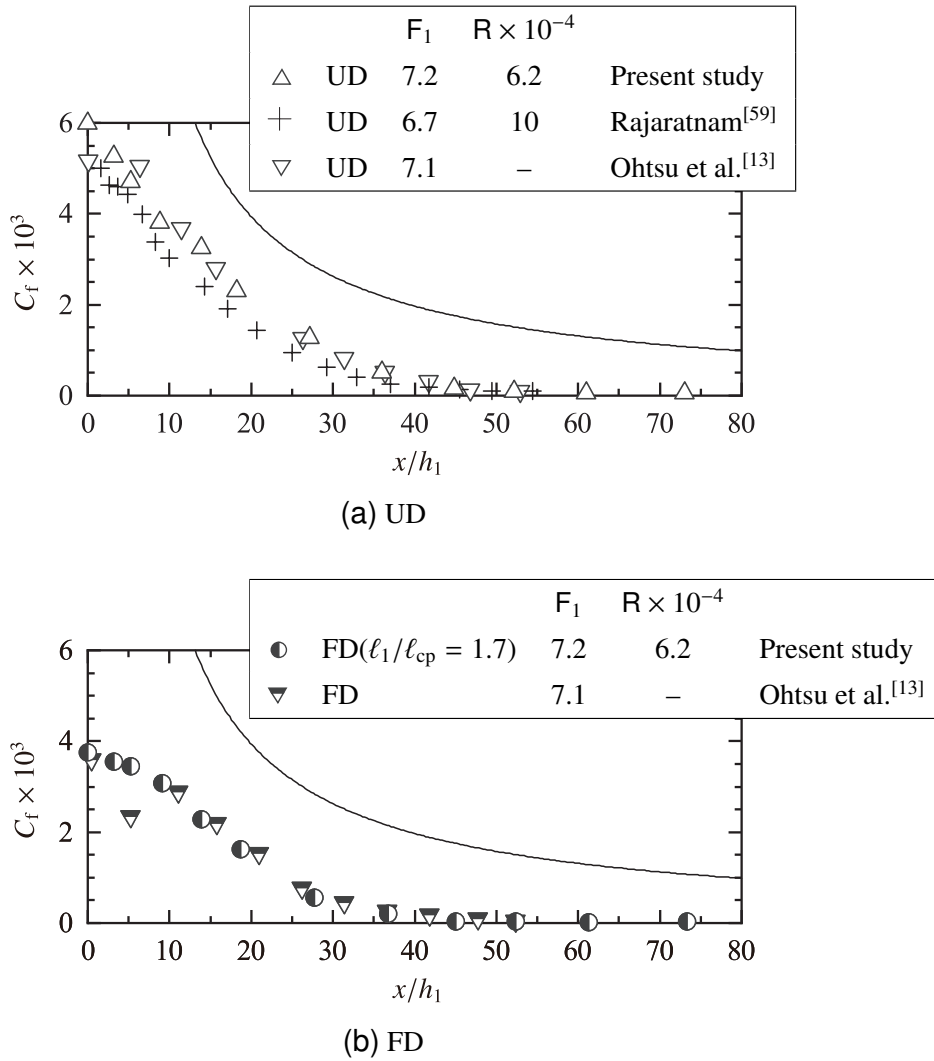 F₁ R × 10⁻⁴
△ UD 7.2 6.2 Present study
+ UD 6.7 10 Rajaratnam[59]
▽ UD 7.1 – Ohtsu et al.[13]
6
4
2
0
C_f × 10³
0 10 20 30 40 50 60 70 80
x/h₁
(a) UD
F₁ R × 10⁻⁴
◐ FD(ℓ₁/ℓ_cp = 1.7) 7.2 6.2 Present study
▼ FD 7.1 – Ohtsu et al.[13]
6
4
2
0
C_f × 10³
0 10 20 30 40 50 60 70 80
x/h₁
(b) FD